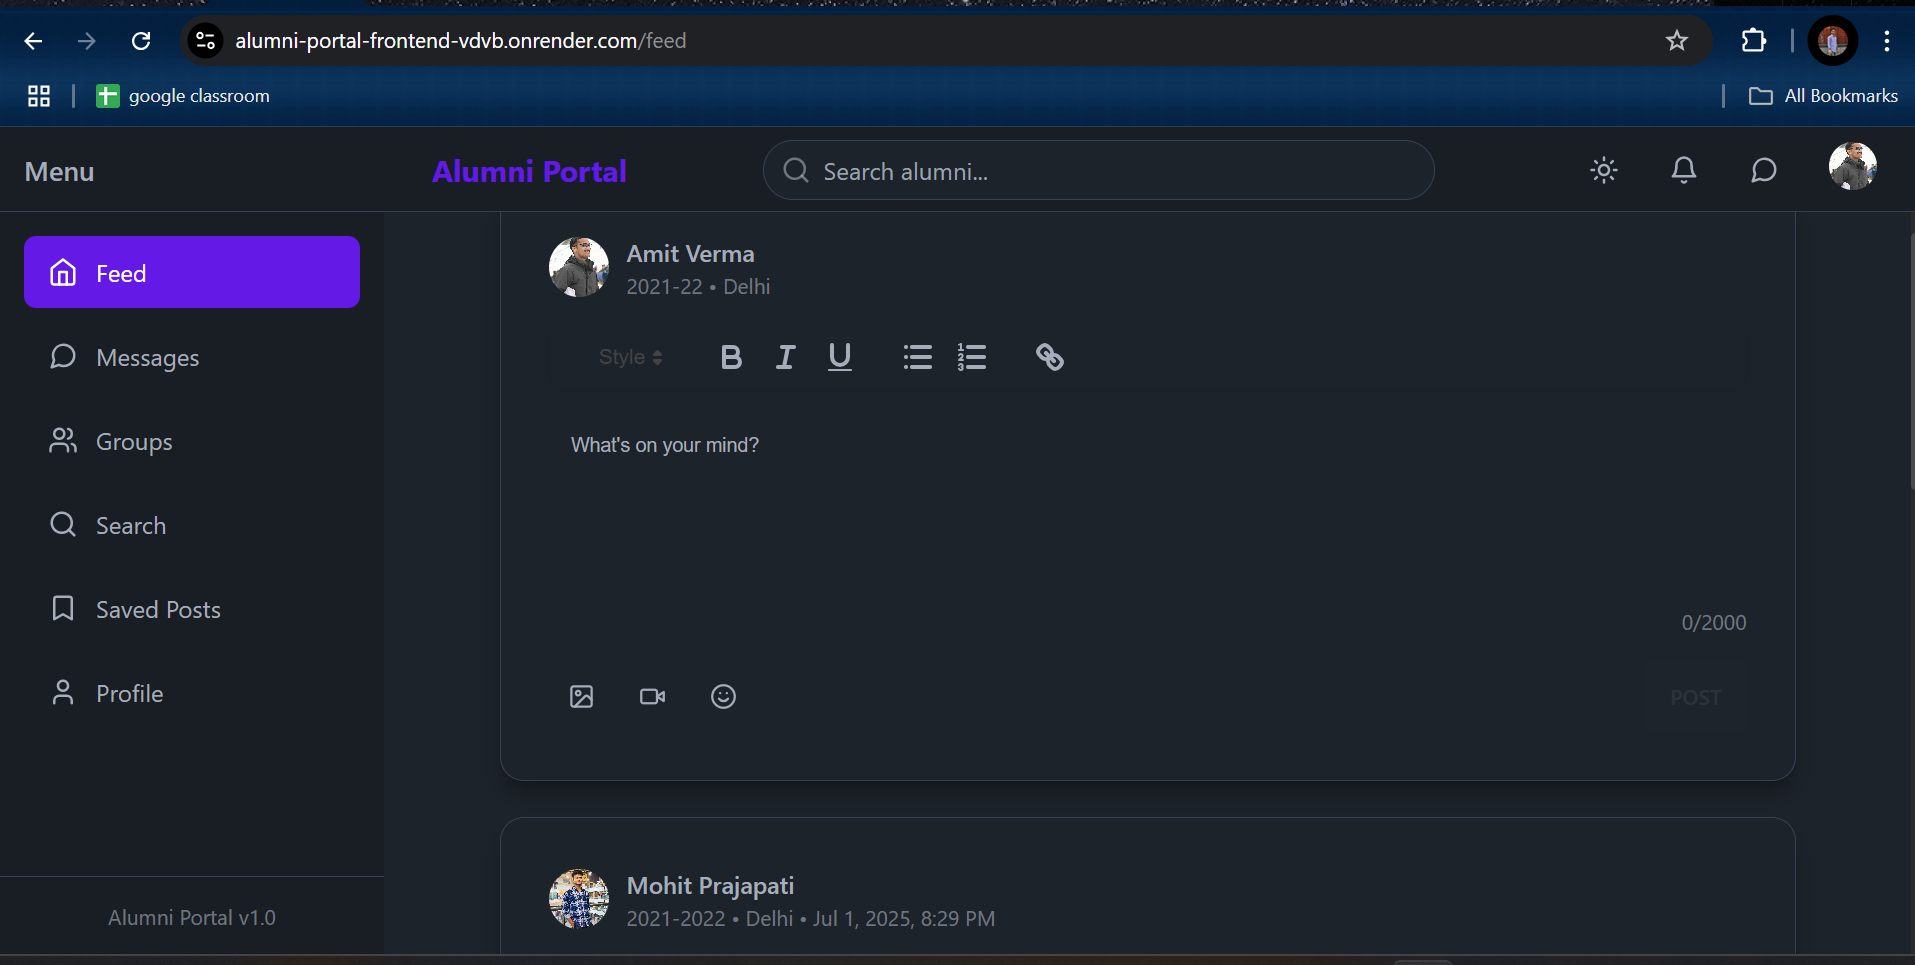 alumni-portal-frontend-vdvb.onrender.com/feed
google classroom
All Bookmarks
Menu
Alumni Portal
Search alumni...
Feed
Messages
Groups
Search
Saved Posts
Profile
Alumni Portal v1.0
Amit Verma
2021-22 • Delhi
Style
B I U
What's on your mind?
0/2000
POST
Mohit Prajapati
2021-2022 • Delhi • Jul 1, 2025, 8:29 PM